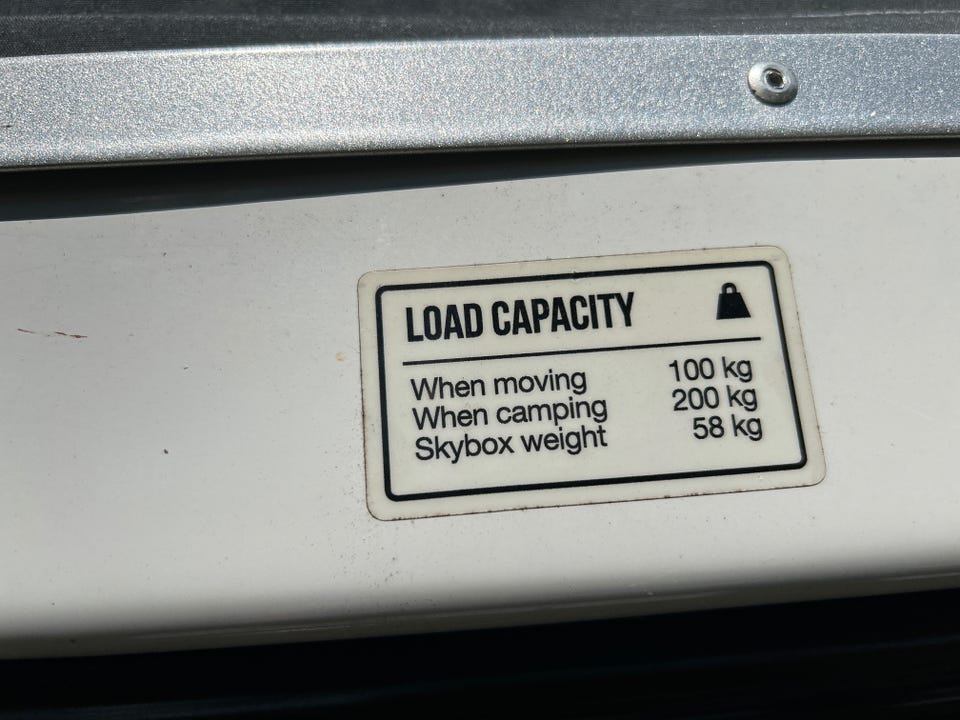 LOAD CAPACITY
When moving 100 kg
When camping 200 kg
Skybox weight 58 kg